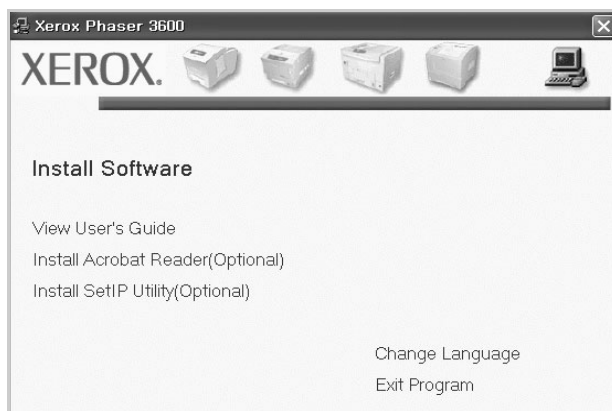 Xerox Phaser 3600
XEROX.
Install Software
View User's Guide
Install Acrobat Reader(Optional)
Install SetIP Utility(Optional)
Change Language
Exit Program